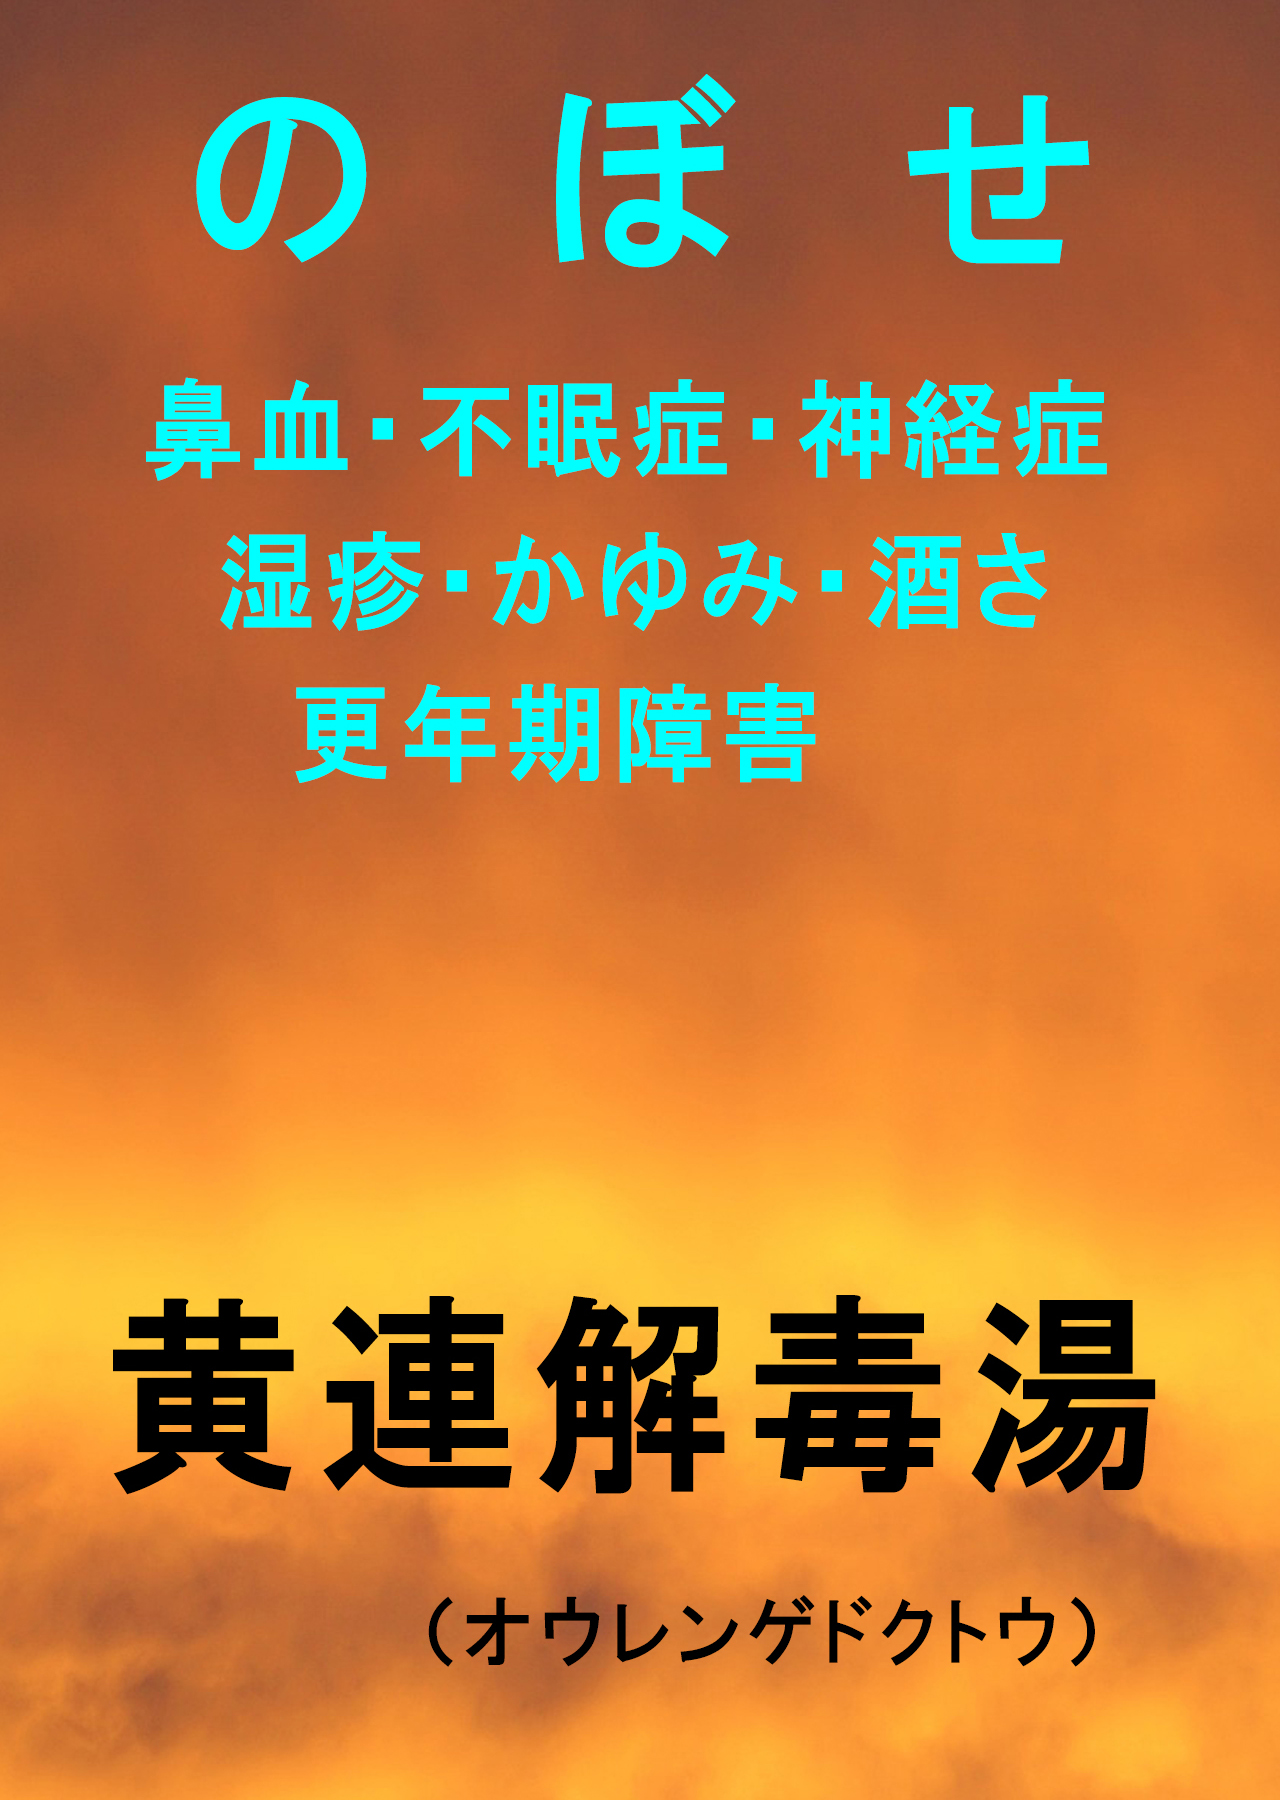 のぼせ
鼻血・不眠症・神経症
湿疹・かゆみ・酒さ
更年期障害
黄連解毒湯
（オウレンゲドクトウ）